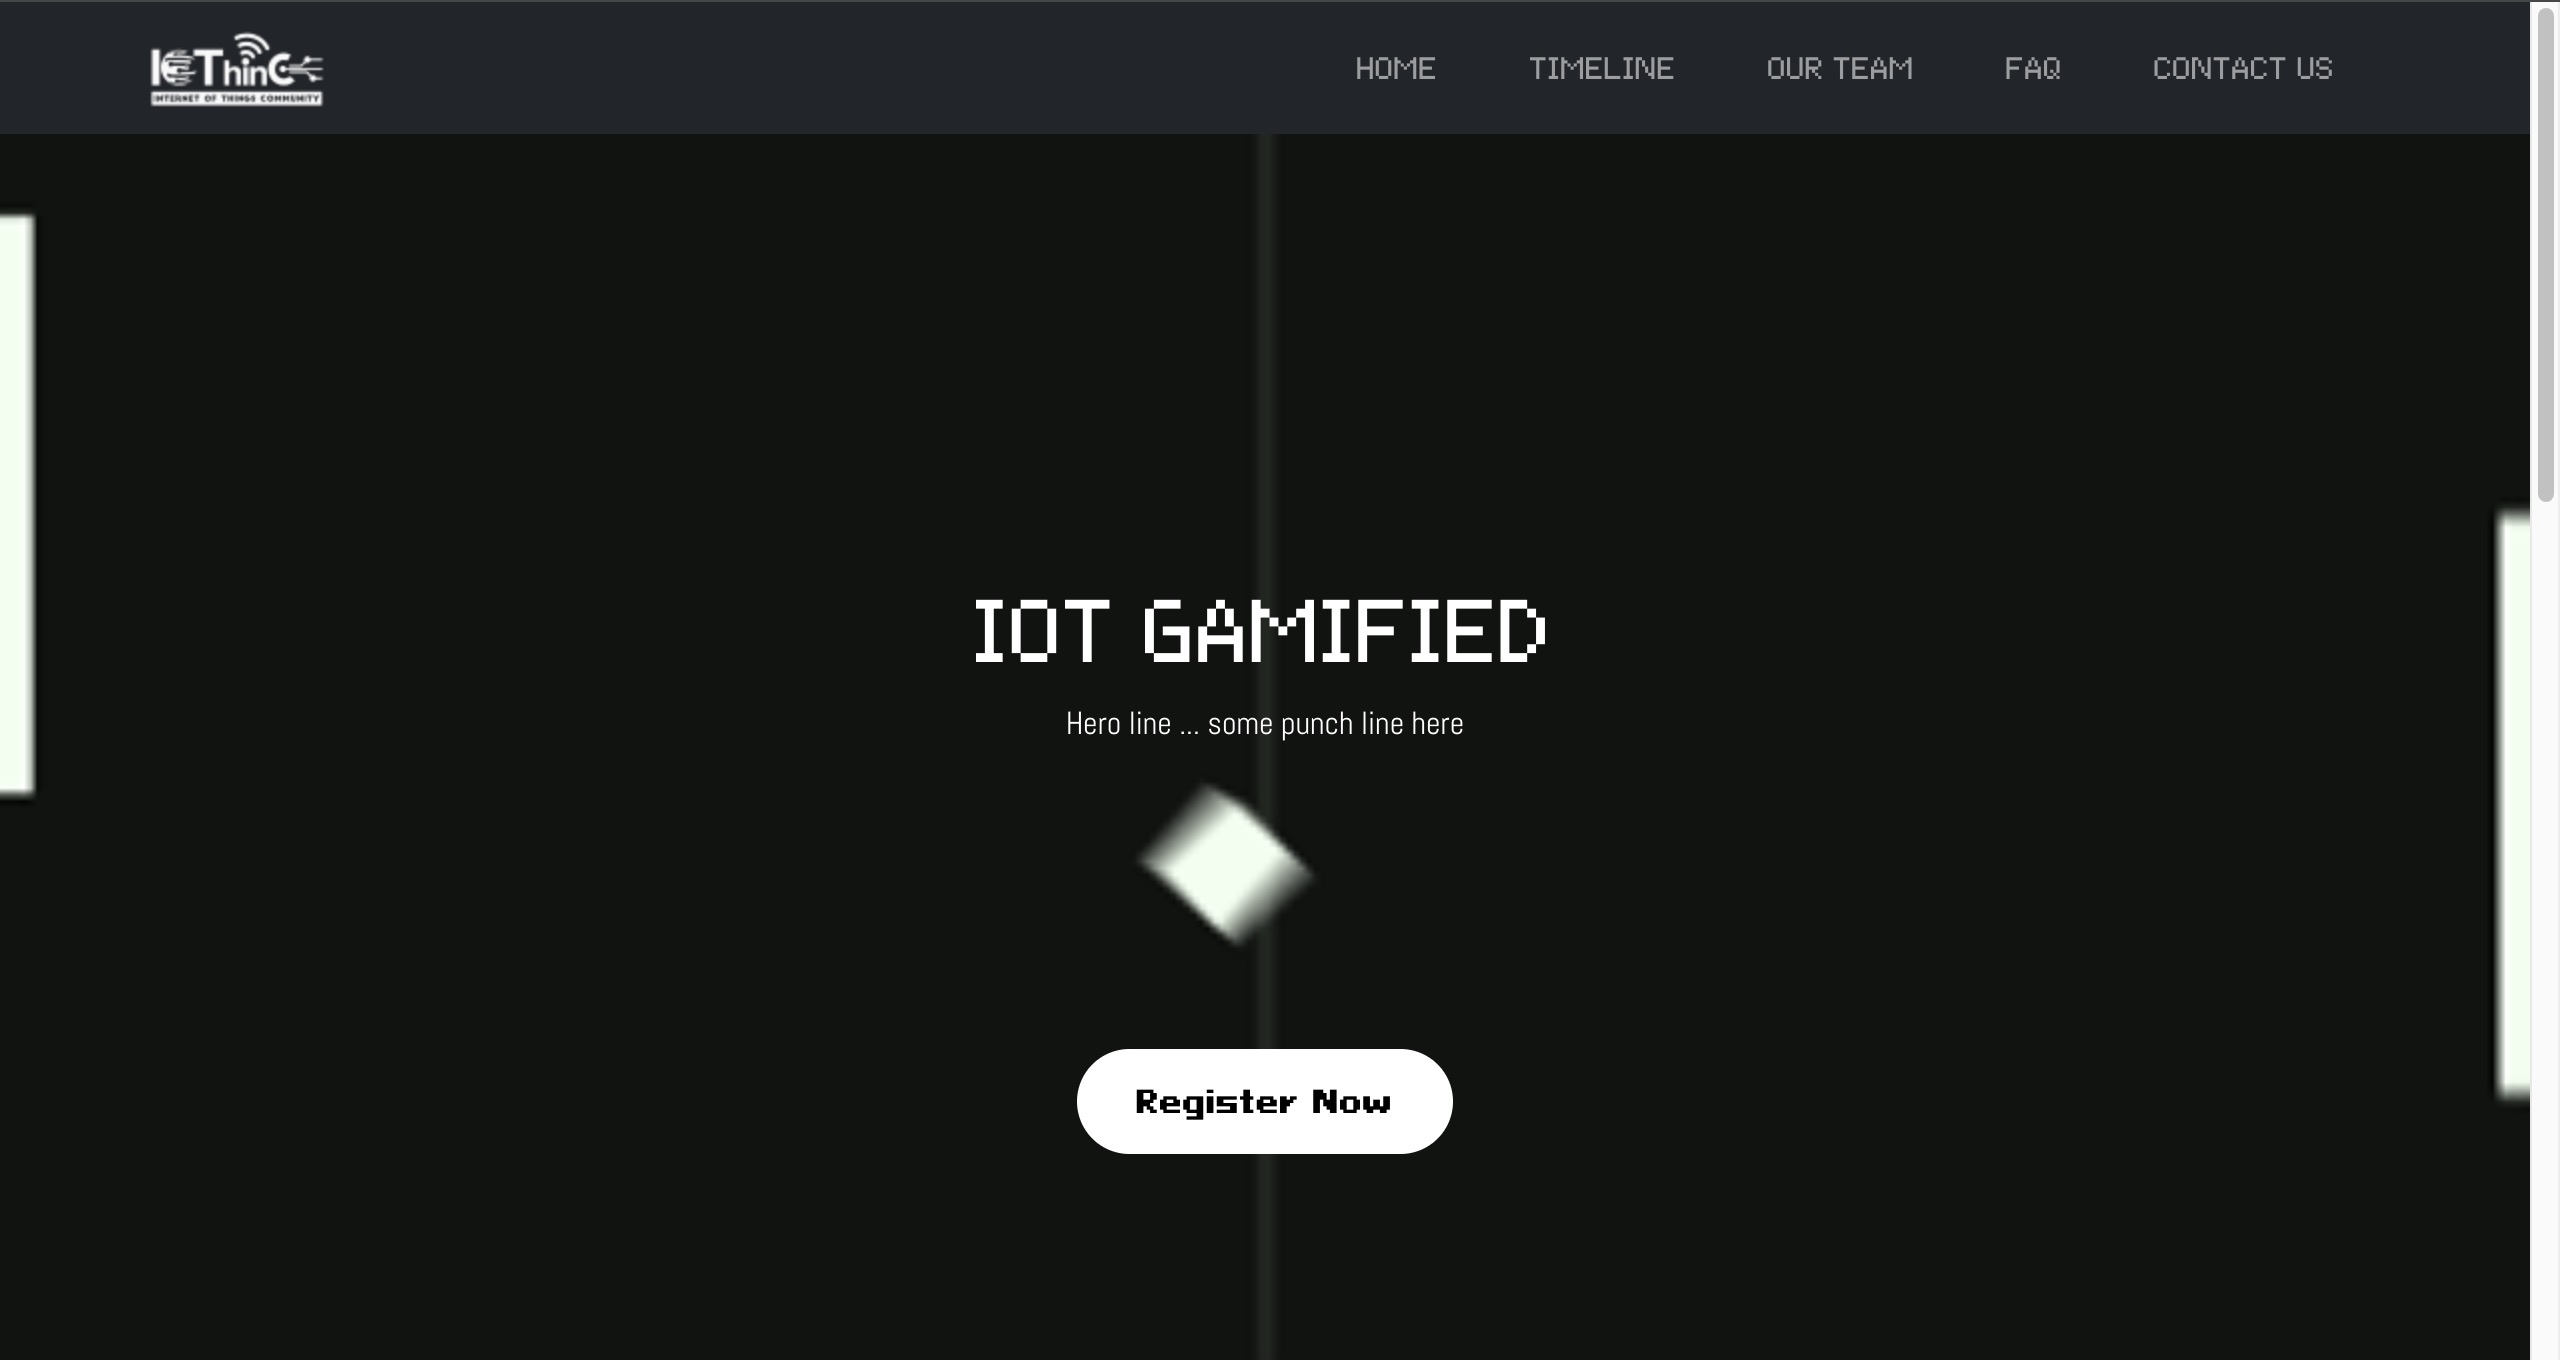 IOThinC
INTERNET OF THINGS COMMUNITY
HOME TIMELINE OUR TEAM FAQ CONTACT US
IOT GAMIFIED
Hero line ... some punch line here
Register Now